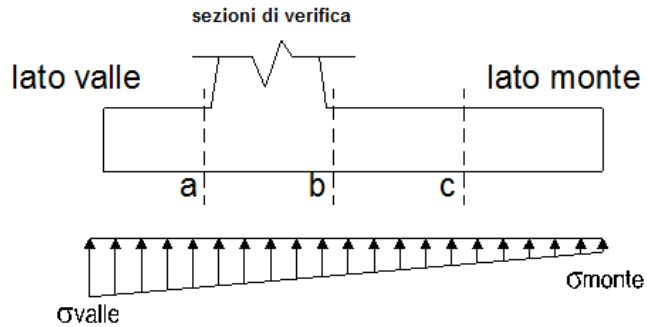 sezioni di verifica
lato valle
lato monte
a
b
c
σmonte
σvalle